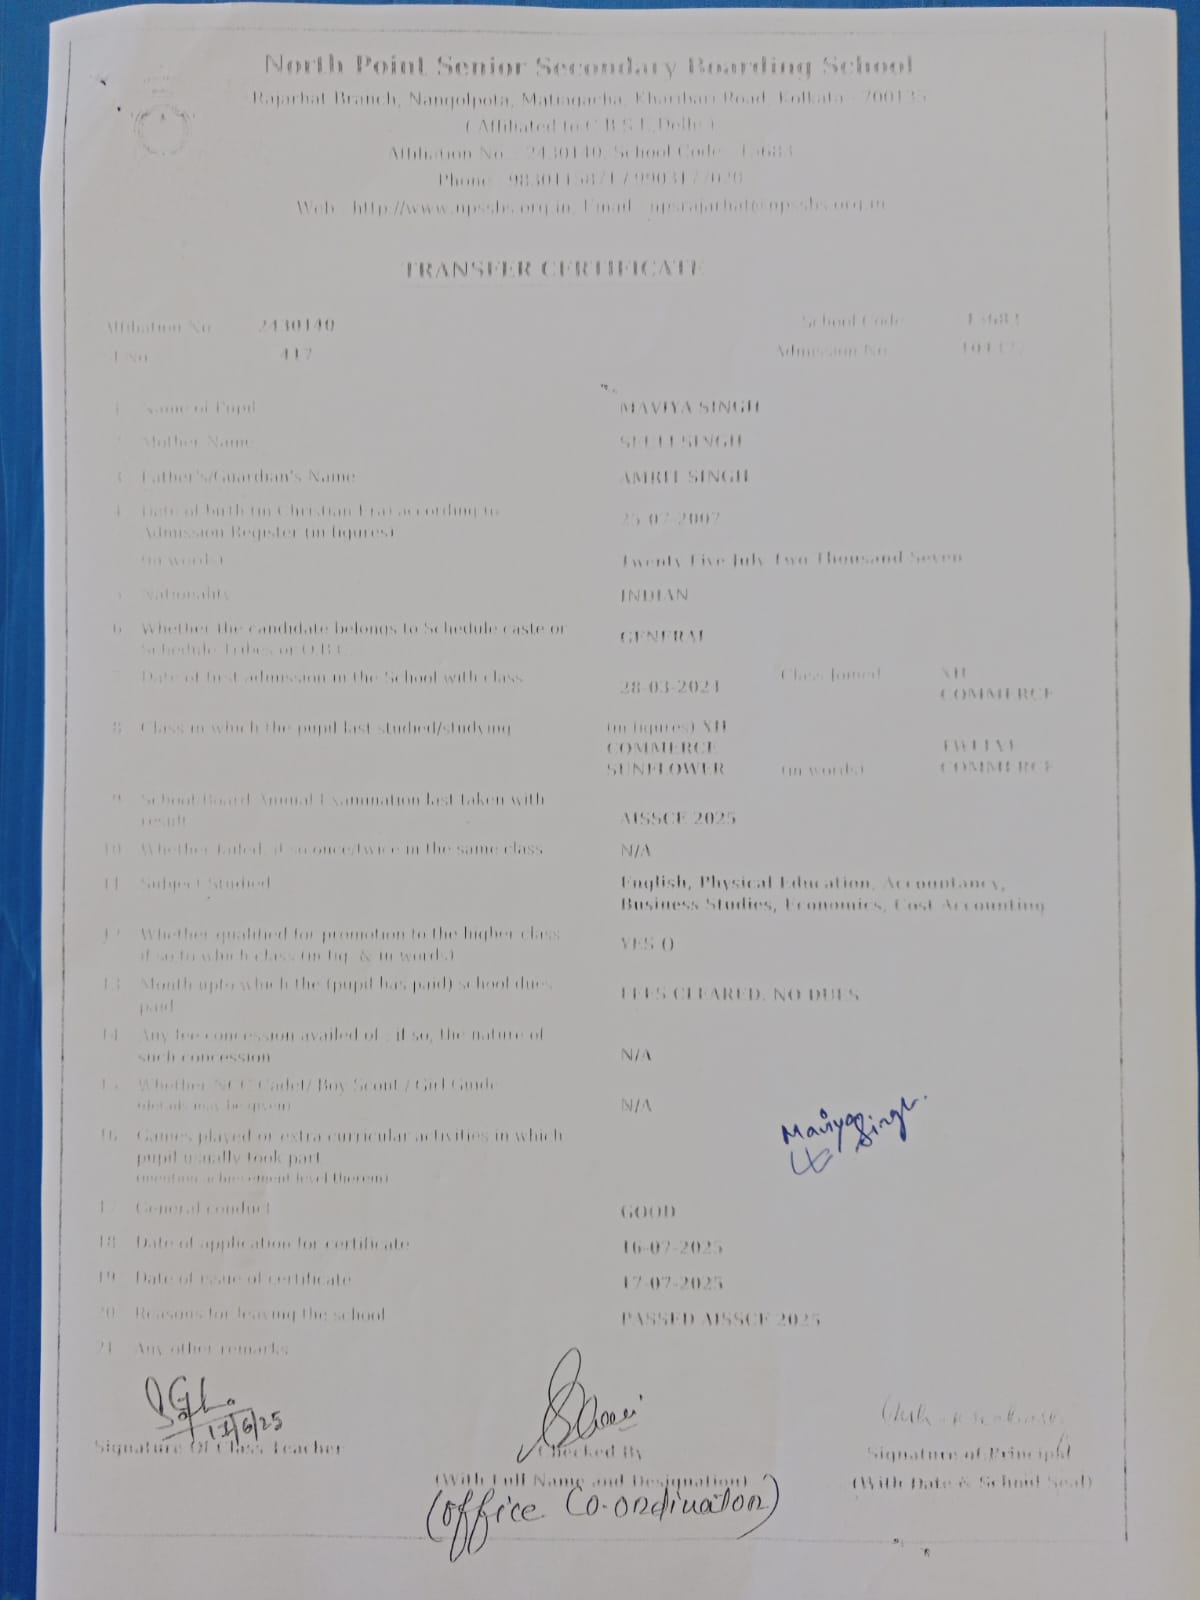 North Point Senior Secondary Boarding School
Rajarhat Branch, Nangolpota, Matiagacha, Kharibari Road, Kolkata - 700135
(Affiliated to C.B.S.E, Delhi)
Affiliation No. : 2430140, School Code : 15683
Phone :
Web : http://www.npssbs.org.in, Email : npsrajarhat@npssbs.org.in
TRANSFER CERTIFICATE
Affiliation No 2430140 School Code
417 Admission No
1 Name of Pupil MAVIYA SINGH
2 Mother Name SINGH
3 Father's/Guardian's Name AMRIT SINGH
4 Date of birth (in Christian Era) according to
Admission Register (in figures) 25-07-2007
(in words) Twenty Five July Two Thousand Seven
5 Nationality INDIAN
6 Whether the candidate belongs to Schedule caste or
Schedule Tribes or O.B.C. GENERAL
7 Date of first admission in the School with class 28-03-2024 Class Joined XII
COMMERCE
8 Class in which the pupil last studied/studying (in figures) XII
COMMERCE TWELVE
SUNFLOWER (in words) COMMERCE
9 School/Board Annual Examination last taken with
result AISSCE 2025
10 Whether failed, if so once/twice in the same class N/A
11 Subject Studied English, Physical Education, Accountancy,
Business Studies, Economics, Cost Accounting
12 Whether qualified for promotion to the higher class
if so to which class (in fig. & in words) YES ()
13 Month upto which the (pupil has paid) school dues
paid FEES CLEARED, NO DUES
14 Any fee concession availed of : if so, the nature of
such concession N/A
15 Whether NCC Cadet/ Boy Scout / Girl Guide
(details may be given) N/A
Maviya Singh
16 Games played or extra curricular activities in which
pupil usually took part
(mention achievement level therein)
17 General conduct GOOD
18 Date of application for certificate 16-07-2025
19 Date of issue of certificate 17-07-2025
20 Reasons for leaving the school PASSED AISSCE 2025
21 Any other remarks
Signature Of Class Teacher Checked By Signature of Principal
(With Full Name and Designation) (With Date & School Seal)
(office Co-ordinator)